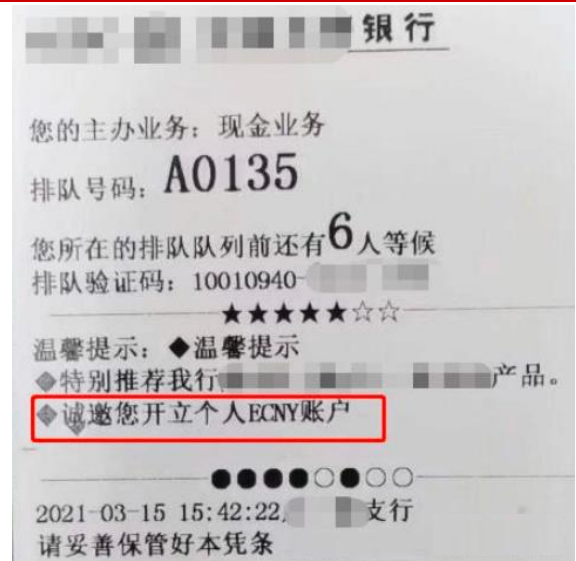 银行
您的主办业务：现金业务
排队号码：A0135
您所在的排队队列前还有6人等候
排队验证码：10010940-
★★★★★☆☆
温馨提示：◆温馨提示
◆特别推荐我行 产品。
◆诚邀您开立个人ECNY账户
●●●●○●○○
2021-03-15 15:42:22, 支行
请妥善保管好本凭条